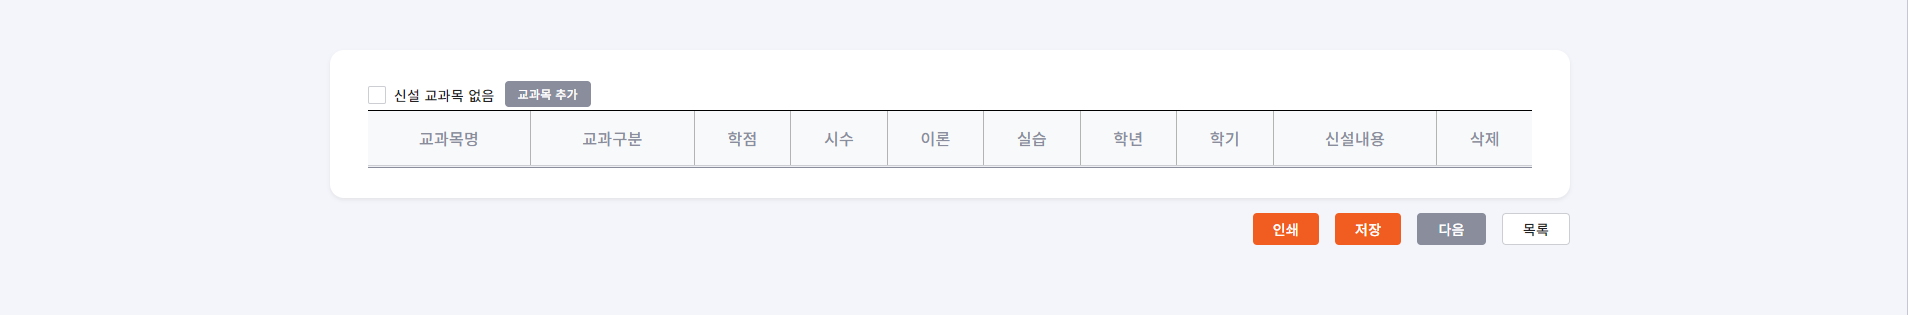 신설 교과목 없음 교과목 추가
교과목명 교과구분 학점 시수 이론 실습 학년 학기 신설내용 삭제
인쇄 저장 다음 목록